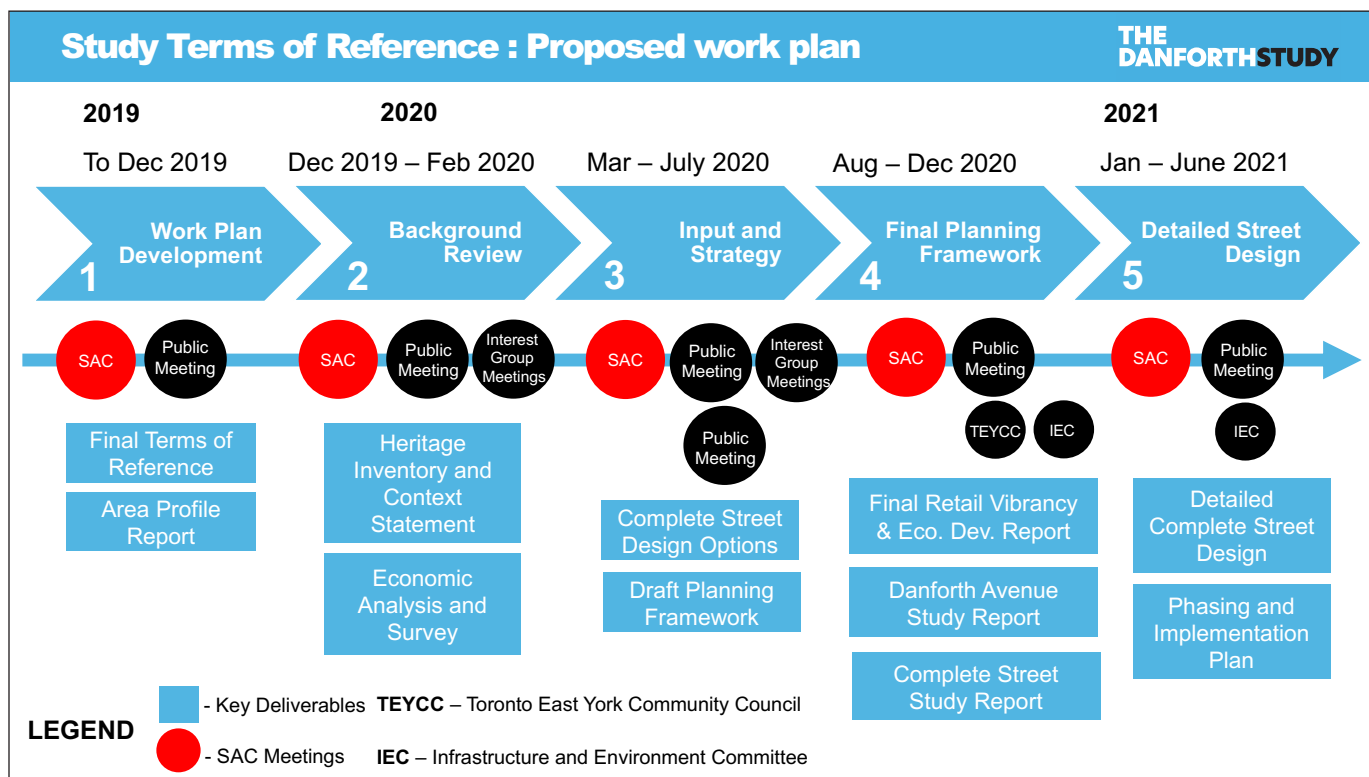 Study Terms of Reference : Proposed work plan
THE
DANFORTHSTUDY
2019
2020
2021
To Dec 2019
Dec 2019 – Feb 2020
Mar – July 2020
Aug – Dec 2020
Jan – June 2021
1
Work Plan
Development
2
Background
Review
3
Input and
Strategy
4
Final Planning
Framework
5
Detailed Street
Design
SAC
Public
Meeting
SAC
Public
Meeting
Interest
Group
Meetings
SAC
Public
Meeting
Interest
Group
Meetings
Public
Meeting
SAC
Public
Meeting
TEYCC
IEC
SAC
Public
Meeting
IEC
Final Terms of
Reference
Area Profile
Report
Heritage
Inventory and
Context
Statement
Economic
Analysis and
Survey
Complete Street
Design Options
Draft Planning
Framework
Final Retail Vibrancy
& Eco. Dev. Report
Danforth Avenue
Study Report
Complete Street
Study Report
Detailed
Complete Street
Design
Phasing and
Implementation
Plan
LEGEND
- Key Deliverables
TEYCC – Toronto East York Community Council
- SAC Meetings
IEC – Infrastructure and Environment Committee